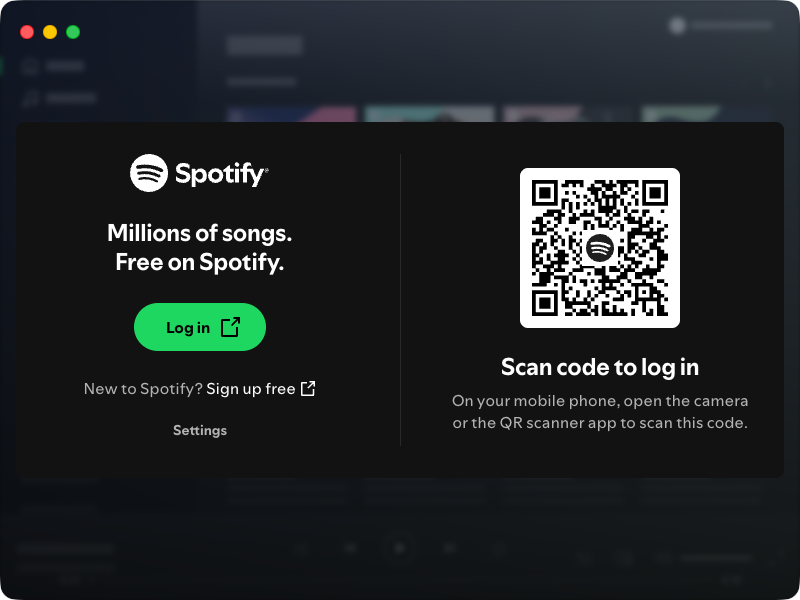 Spotify®
Millions of songs.
Free on Spotify.
Log in
New to Spotify? Sign up free
Settings
Scan code to log in
On your mobile phone, open the camera
or the QR scanner app to scan this code.